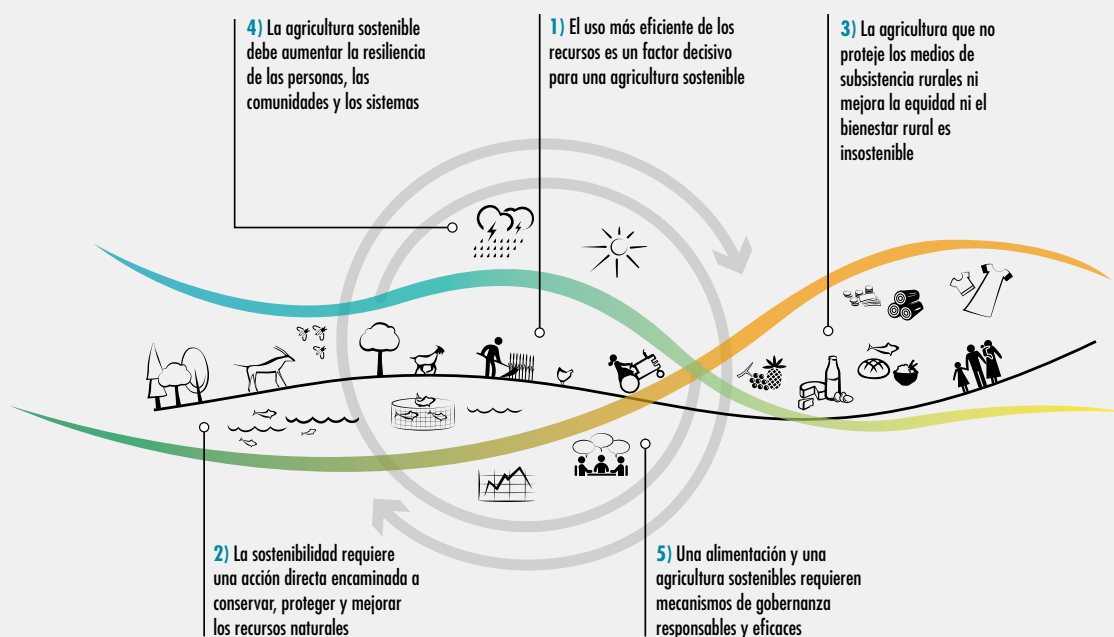 4) La agricultura sostenible
debe aumentar la resiliencia
de las personas, las
comunidades y los sistemas
1) El uso más eficiente de los
recursos es un factor decisivo
para una agricultura sostenible
3) La agricultura que no
proteje los medios de
subsistencia rurales ni
mejora la equidad ni el
bienestar rural es
insostenible
2) La sostenibilidad requiere
una acción directa encaminada a
conservar, proteger y mejorar
los recursos naturales
5) Una alimentación y una
agricultura sostenibles requieren
mecanismos de gobernanza
responsables y eficaces